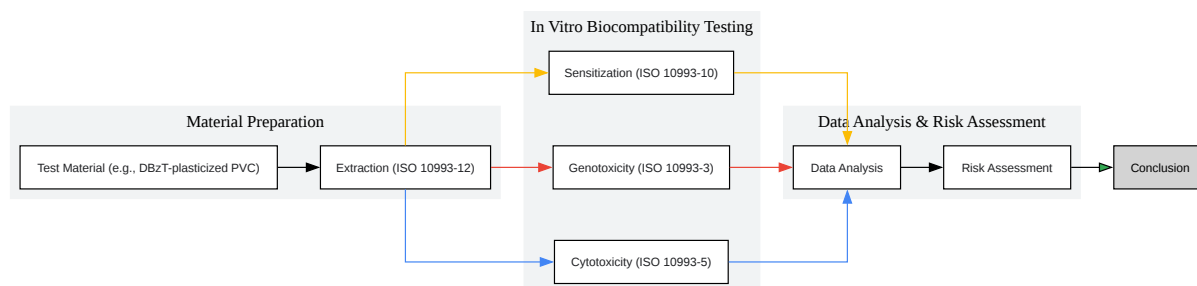 In Vitro Biocompatibility Testing
Sensitization (ISO 10993-10)
Material Preparation
Data Analysis & Risk Assessment
Test Material (e.g., DBzT-plasticized PVC)
Extraction (ISO 10993-12)
Genotoxicity (ISO 10993-3)
Data Analysis
Risk Assessment
Conclusion
Cytotoxicity (ISO 10993-5)